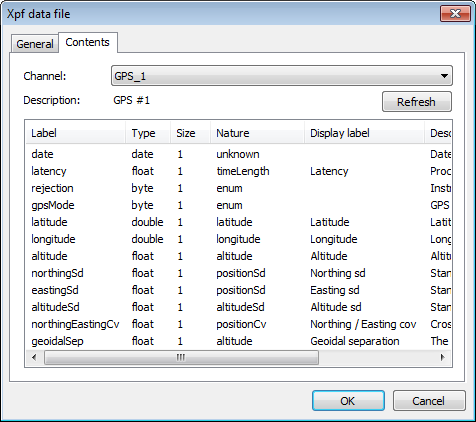 Xpf data file
General Contents
Channel: GPS_1
Description: GPS #1 Refresh
Label Type Size Nature Display label Desc
date date 1 unknown Date
latency float 1 timeLength Latency Proc
rejection byte 1 enum Instr
gpsMode byte 1 enum GPS
latitude double 1 latitude Latitude Lati
longitude double 1 longitude Longitude Long
altitude float 1 altitude Altitude Altit
northingSd float 1 positionSd Northing sd Stan
eastingSd float 1 positionSd Easting sd Stan
altitudeSd float 1 altitudeSd Altitude sd Stan
northingEastingCv float 1 positionCv Northing / Easting cov Cros
geoidalSep float 1 altitude Geoidal separation The
OK Cancel